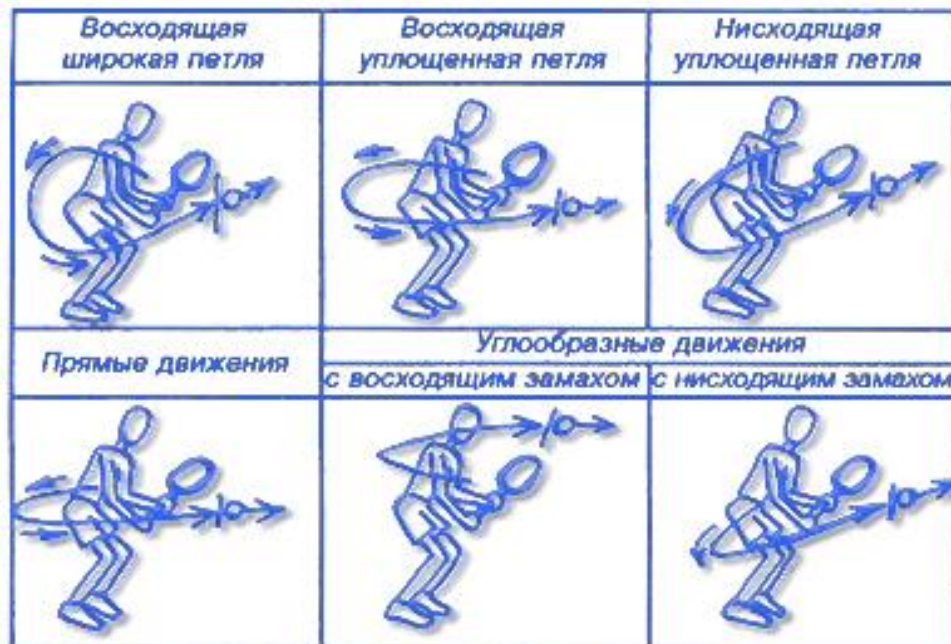 Восходящая
широкая петля
Восходящая
уплощенная петля
Нисходящая
уплощенная петля
Прямые движения
Углообразные движения
с восходящим замахом
с нисходящим замахом